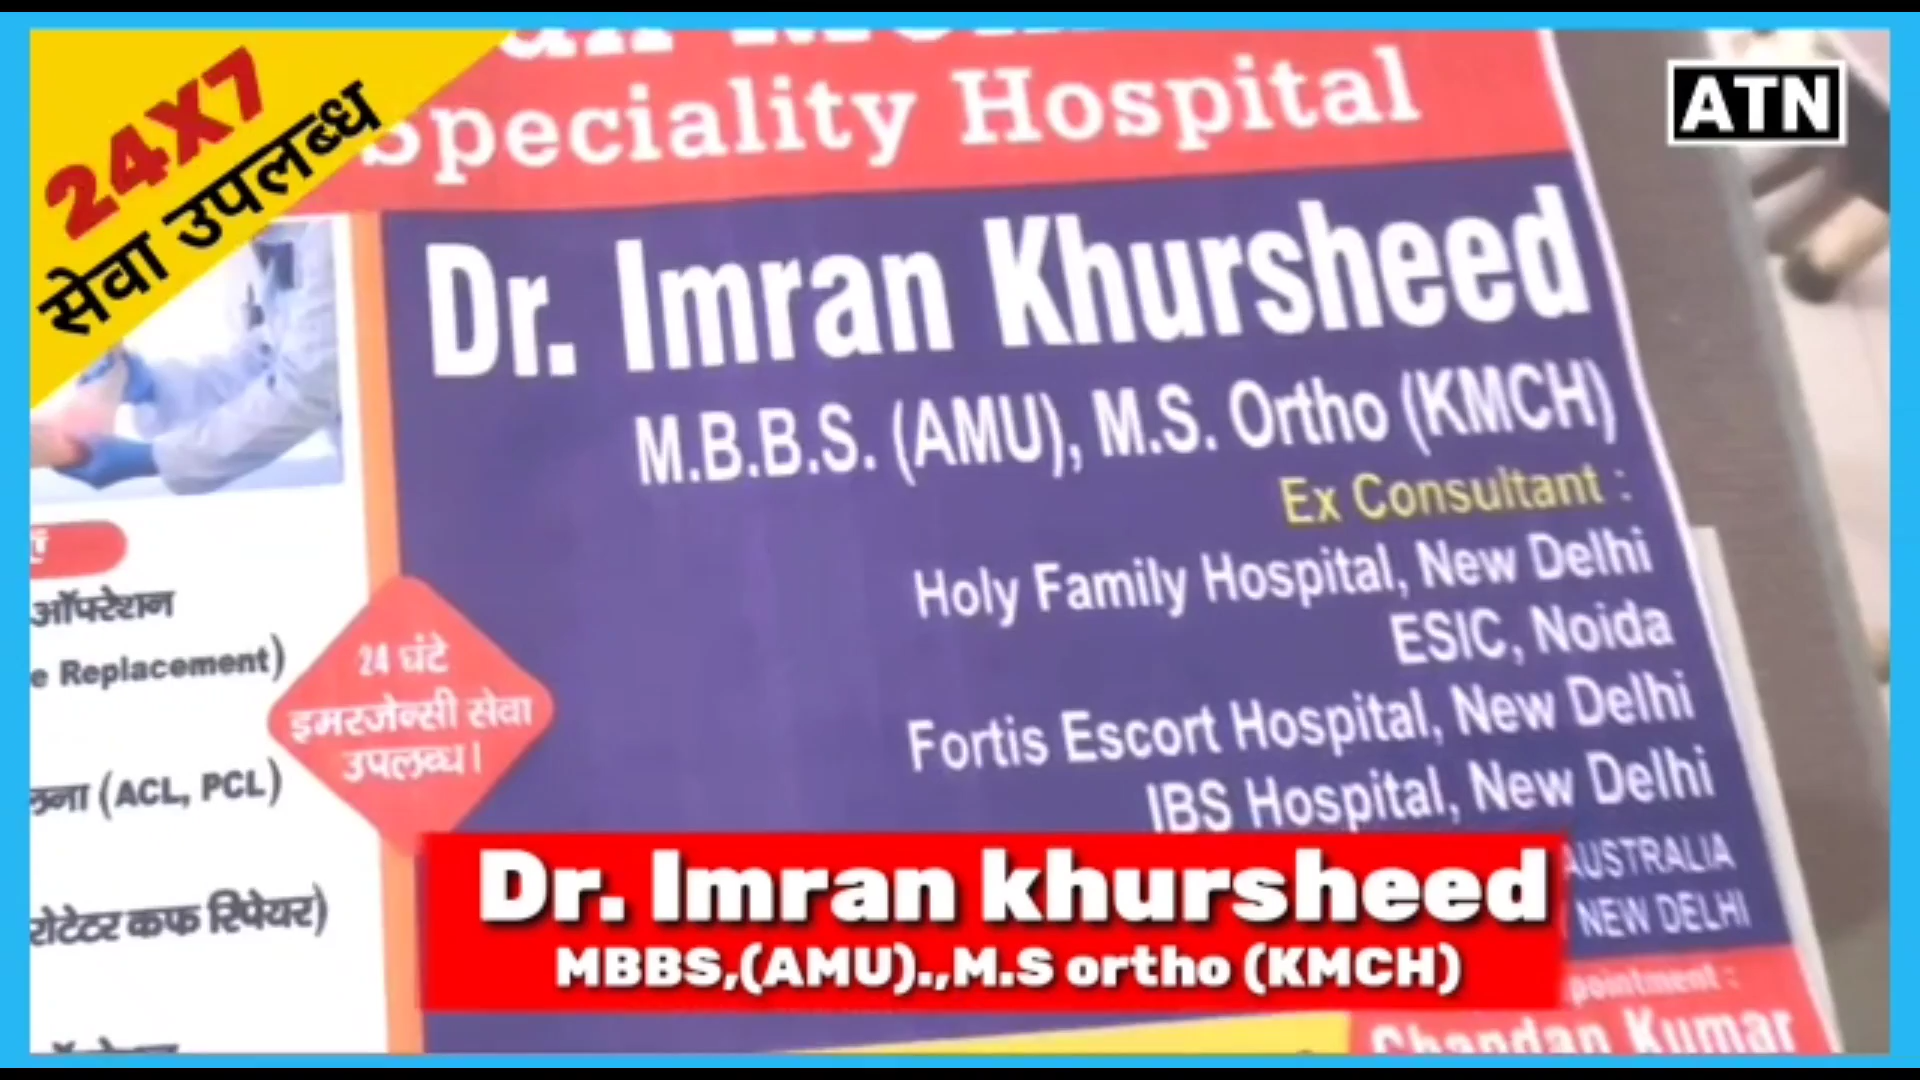 24X7
सेवा उपलब्ध
ATN
Speciality Hospital
Dr. Imran Khursheed
M.B.B.S. (AMU), M.S. Ortho (KMCH)
Ex Consultant :
Holy Family Hospital, New Delhi
ESIC, Noida
Fortis Escort Hospital, New Delhi
IBS Hospital, New Delhi
AUSTRALIA
NEW DELHI
ऑपरेशन
Replacement)
24 घंटे
इमरजेन्सी सेवा
उपलब्ध।
(ACL, PCL)
रोटेटर कफ रिपेयर)
Dr. Imran khursheed
MBBS,(AMU).,M.S ortho (KMCH)
Chandan Kumar